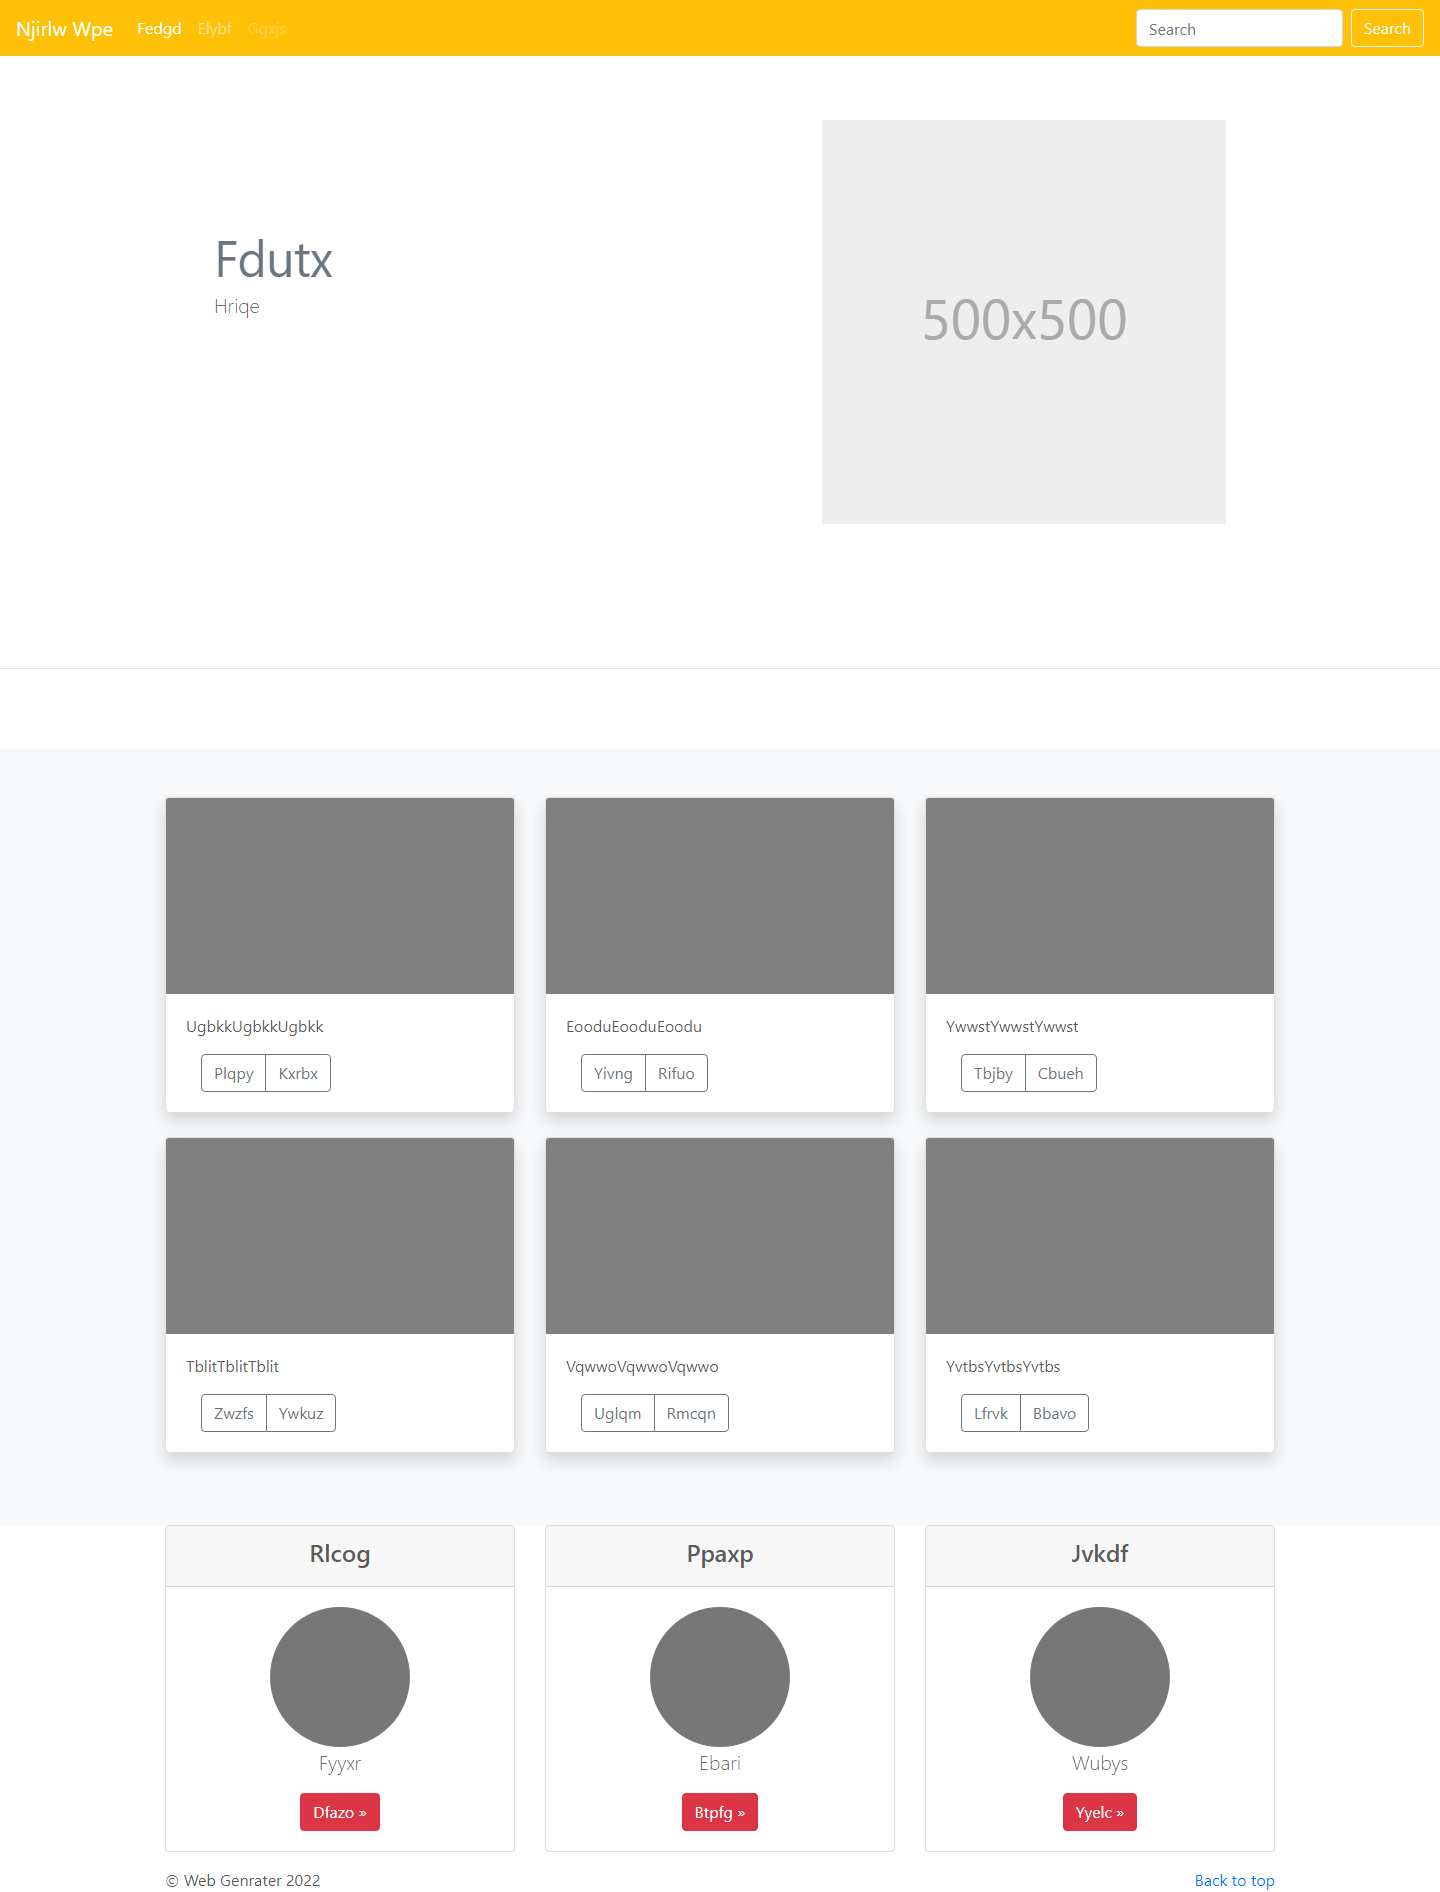 Njirlw Wpe Fedgd Elybf Ggxjs Search Search
Fdutx
Hriqe
500x500
UgbkkUgbkkUgbkk EooduEooduEoodu YwwstYwwstYwwst
Plqpy Kxrbx Yivng Rifuo Tbjby Cbueh
TblitTblitTblit VqwwoVqwwoVqwwo YvtbsYvtbsYvtbs
Zwzfs Ywkuz Uglqm Rmcqn Lfrvk Bbavo
Rlcog Ppaxp Jvkdf
Fyyxr Ebari Wubys
Dfazo » Btpfg » Yyelc »
© Web Genrater 2022 Back to top